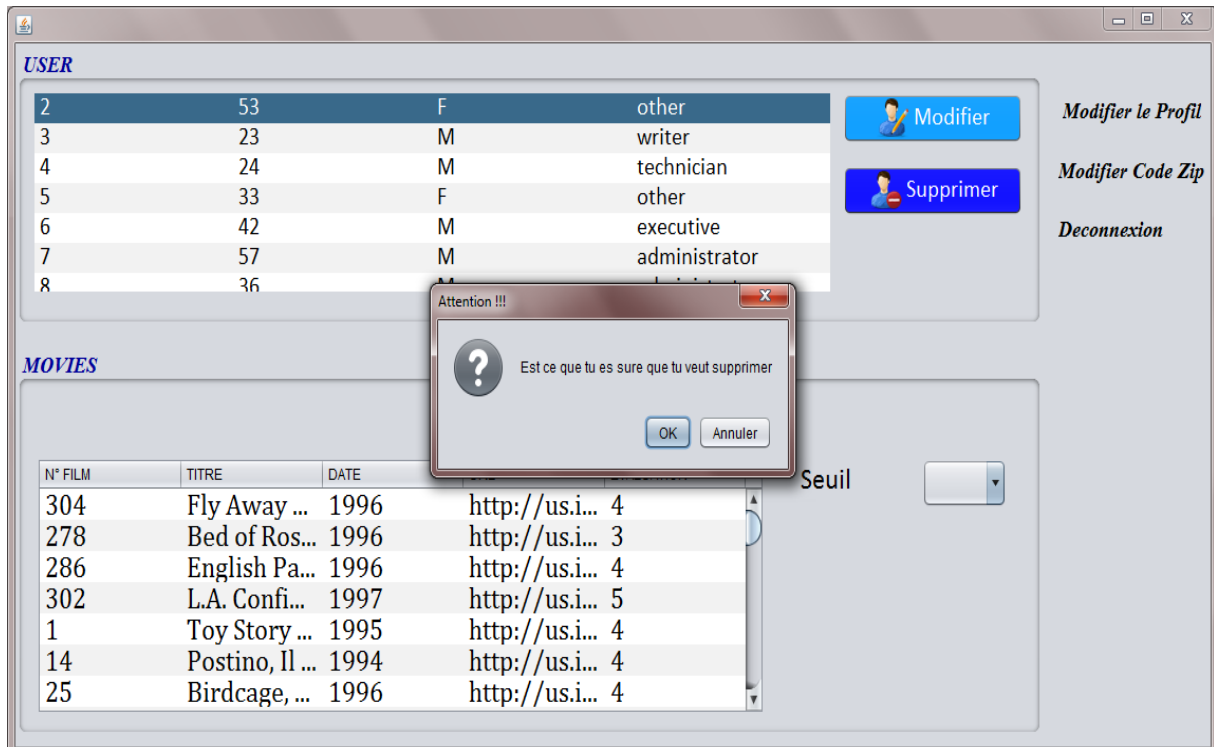 USER
2 53 F other
3 23 M writer
4 24 M technician
5 33 F other
6 42 M executive
7 57 M administrator
8 36
Modifier
Supprimer
Modifier le Profil
Modifier Code Zip
Deconnexion
Attention !!!
Est ce que tu es sure que tu veut supprimer
OK Annuler
MOVIES
Seuil
N° FILM TITRE DATE
304 Fly Away ... 1996 http://us.i... 4
278 Bed of Ros... 1996 http://us.i... 3
286 English Pa... 1996 http://us.i... 4
302 L.A. Confi... 1997 http://us.i... 5
1 Toy Story ... 1995 http://us.i... 4
14 Postino, Il ... 1994 http://us.i... 4
25 Birdcage, ... 1996 http://us.i... 4